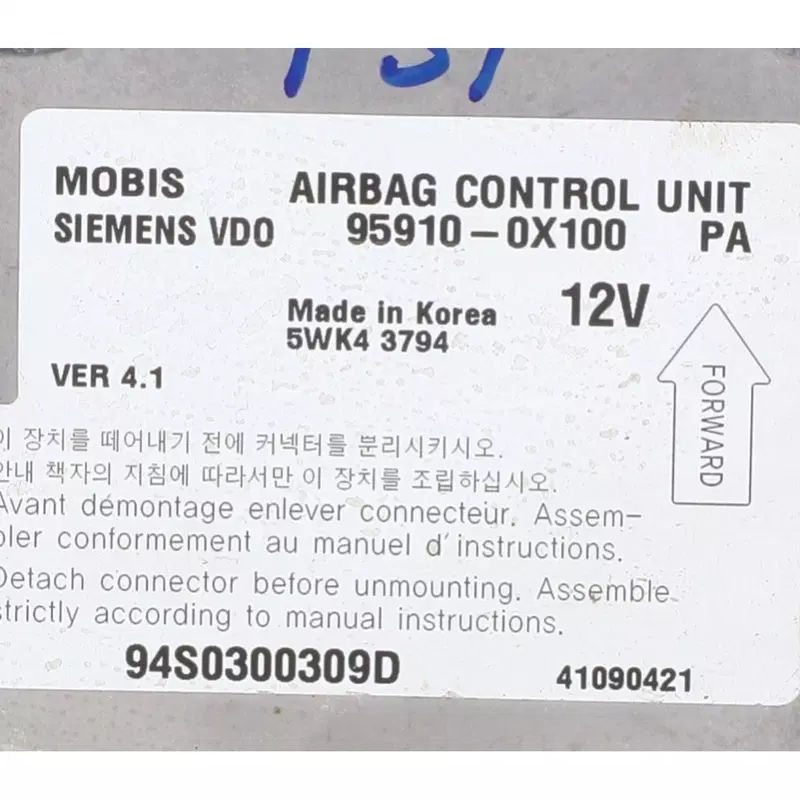 MOBIS AIRBAG CONTROL UNIT
SIEMENS VDO 95910-0X100 PA
Made in Korea 12V
5WK4 3794
VER 4.1
FORWARD
이 장치를 떼어내기 전에 커넥터를 분리시키시오.
안내 책자의 지침에 따라서만 이 장치를 조립하십시오.
Avant démontage enlever connecteur. Assem-
bler conformement au manuel d'instructions.
Detach connector before unmounting. Assemble
strictly according to manual instructions.
94S0300309D 41090421